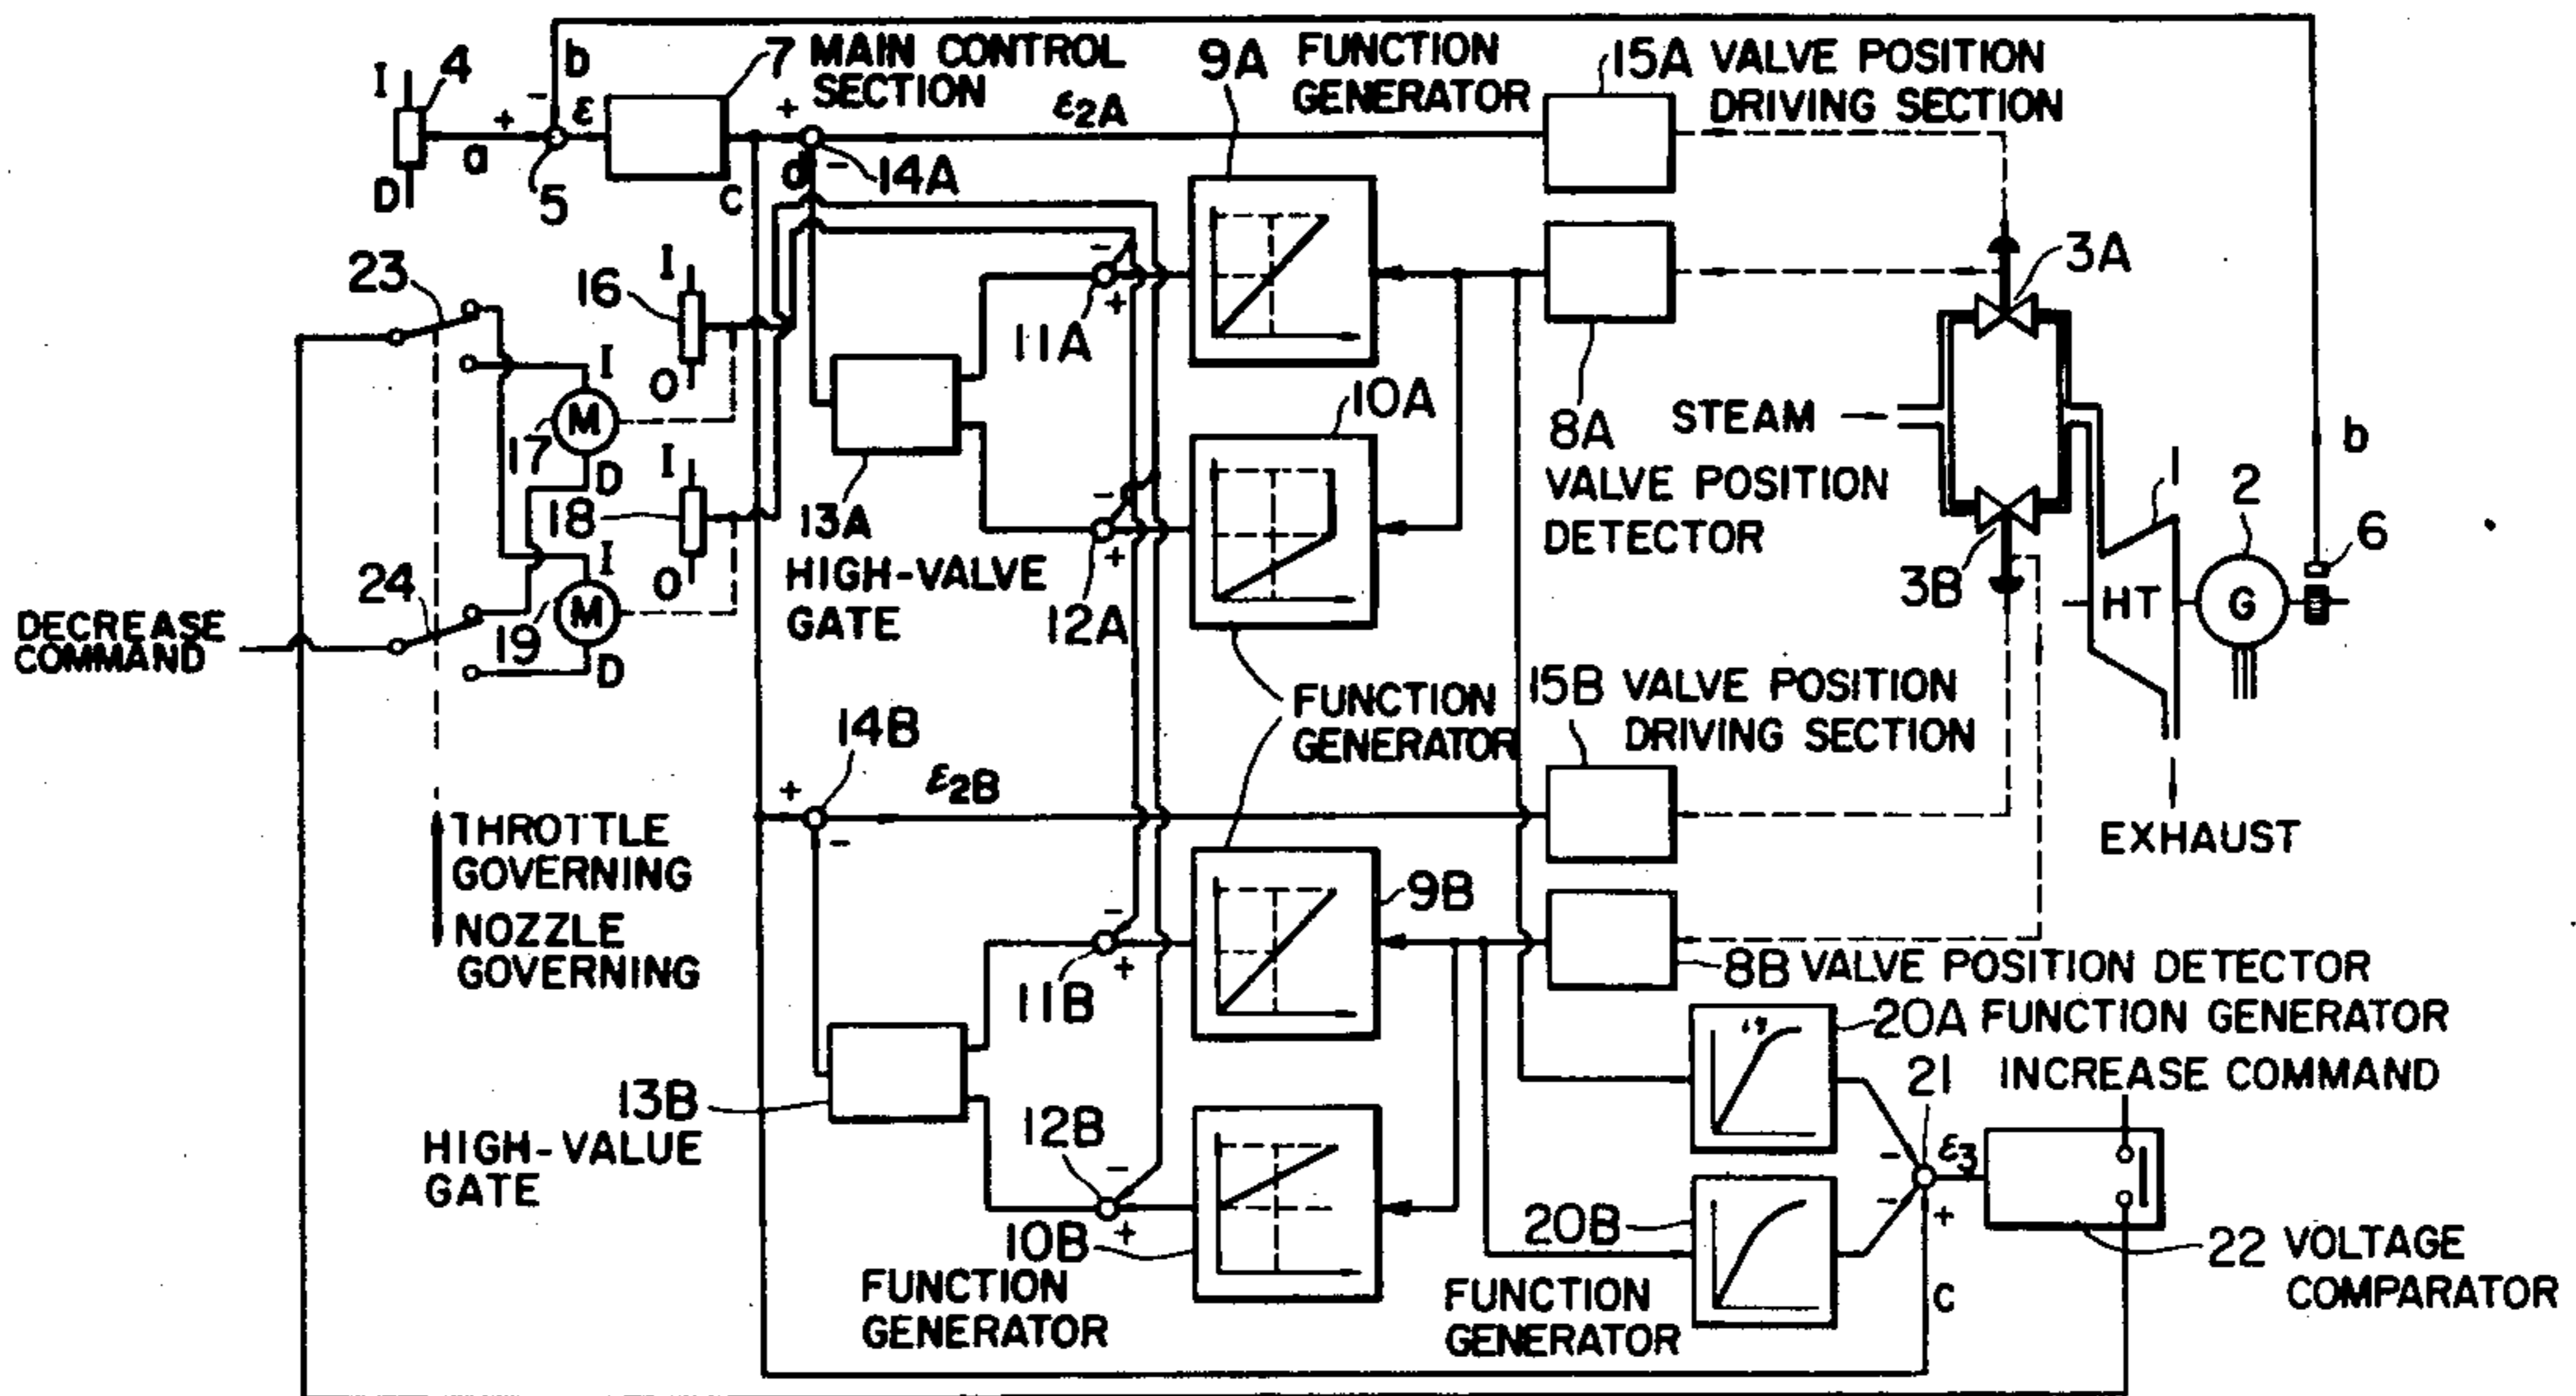 b
I
4
7 MAIN CONTROL
SECTION
9A FUNCTION
GENERATOR
15A VALVE POSITION
DRIVING SECTION
-
ε
+
a
5
D
+
ε2A
c
d
-
14A
23
I
16
O
I
17
M
D
-
11A
+
3A
10A
8A
VALVE POSITION
DETECTOR
STEAM
b
1
2
6
I
18
O
13A
HIGH-VALVE
GATE
-
12A
+
3B
HT
G
24
I
19
M
D
DECREASE
COMMAND
FUNCTION
GENERATOR
15B VALVE POSITION
DRIVING SECTION
14B
+
ε2B
-
THROTTLE
GOVERNING
NOZZLE
GOVERNING
EXHAUST
-
9B
11B
+
8B VALVE POSITION DETECTOR
20A FUNCTION GENERATOR
21
INCREASE COMMAND
13B
HIGH-VALUE
GATE
12B
-
+
10B
FUNCTION
GENERATOR
20B
FUNCTION
GENERATOR
-
-
+
ε3
c
22 VOLTAGE
COMPARATOR